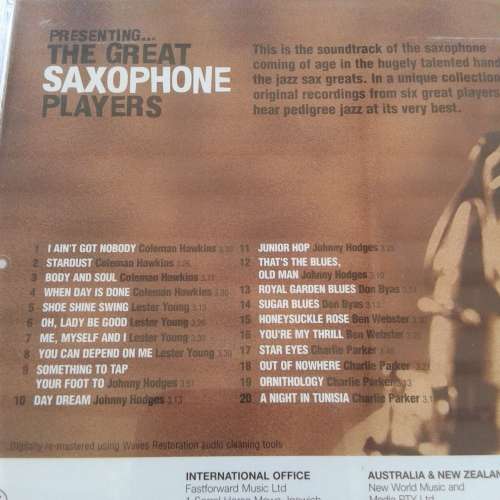 PRESENTING...
THE GREAT
SAXOPHONE
PLAYERS
This is the soundtrack of the saxophone
coming of age in the hugely talented hand
the jazz sax greats. In a unique collection
original recordings from six great players
hear pedigree jazz at its very best.
1 I AIN'T GOT NOBODY Coleman Hawkins
2 STARDUST Coleman Hawkins
3 BODY AND SOUL Coleman Hawkins
4 WHEN DAY IS DONE Coleman Hawkins
5 SHOE SHINE SWING Lester Young
6 OH, LADY BE GOOD Lester Young
7 ME, MYSELF AND I Lester Young
8 YOU CAN DEPEND ON ME Lester Young
9 SOMETHING TO TAP
YOUR FOOT TO Johnny Hodges
10 DAY DREAM Johnny Hodges
11 JUNIOR HOP Johnny Hodges
12 THAT'S THE BLUES,
OLD MAN Johnny Hodges
13 ROYAL GARDEN BLUES Don Byas
14 SUGAR BLUES Don Byas
15 HONEYSUCKLE ROSE Ben Webster
16 YOU'RE MY THRILL Ben Webster
17 STAR EYES Charlie Parker
18 OUT OF NOWHERE Charlie Parker
19 ORNITHOLOGY Charlie Parker
20 A NIGHT IN TUNISIA Charlie Parker
Digitally re-mastered using Waves Restoration audio cleaning tools
INTERNATIONAL OFFICE
Fastforward Music Ltd
AUSTRALIA & NEW ZEALAN
New World Music and
Media PTY Ltd